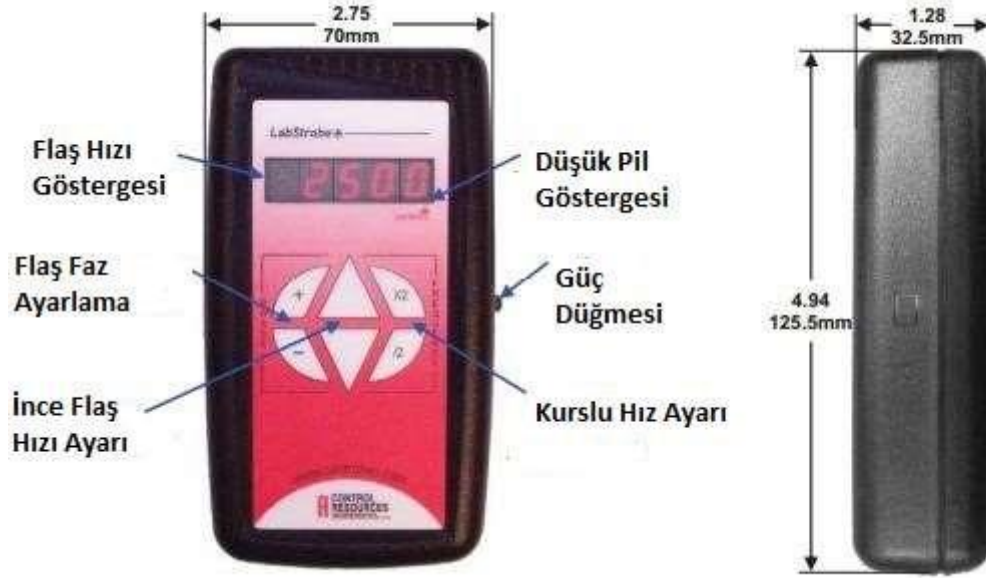 2.75
70mm
1.28
32.5mm
LabStrobe
Flaş Hızı
Göstergesi
2500
Düşük Pil
Göstergesi
Flaş Faz
Ayarlama
+
X2
Güç
Düğmesi
4.94
125.5mm
-
/2
İnce Flaş
Hızı Ayarı
Kurslu Hız Ayarı
CONTROL
RESOURCES